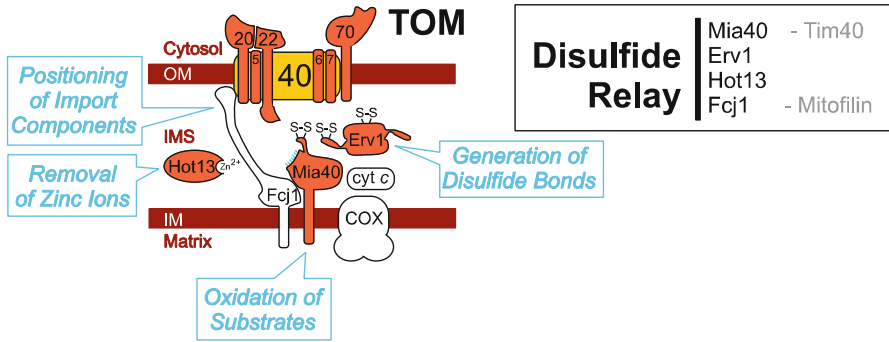 TOM
20
22
70
Cytosol
OM
5
40
6
7
Positioning
of Import
Components
S-S
S-S
S-S
IMS
Erv1
Hot13
Zn2+
Mia40
Removal
of Zinc Ions
Generation of
Disulfide Bonds
cyt c
Fcj1
IM
COX
Matrix
Oxidation of
Substrates
Disulfide
Relay
Mia40 - Tim40
Erv1
Hot13
Fcj1 - Mitofilin